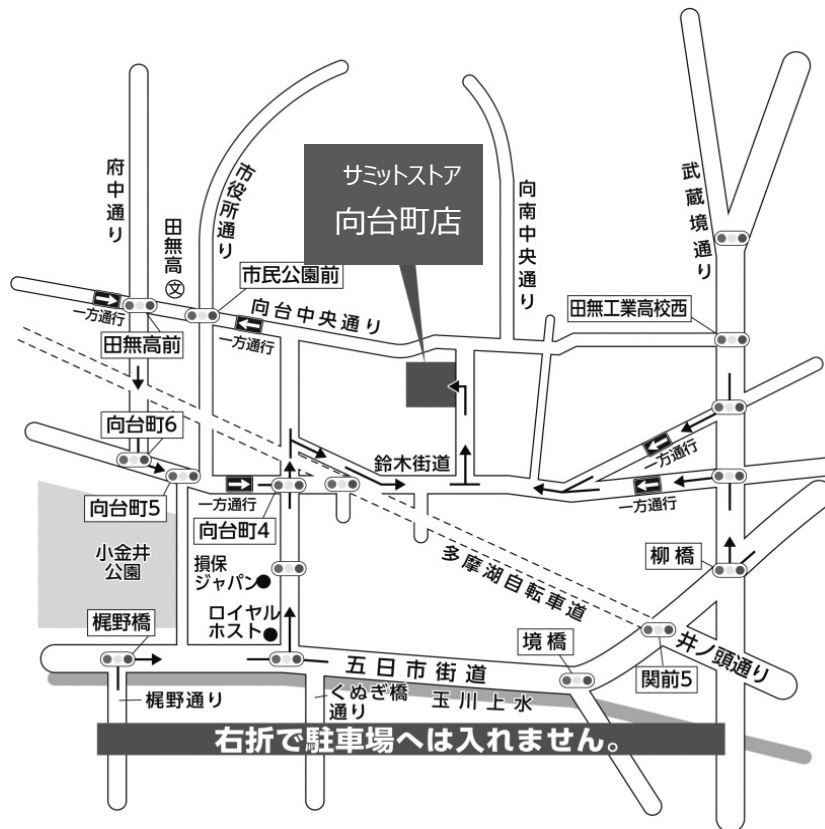 府中通り
田無高
文
市役所通り
サミットストア
向台町店
向南中央通り
武蔵境通り
市民公園前
一方通行
田無高前
一方通行
向台中央通り
田無工業高校西
向台町6
鈴木街道
一方通行
向台町5
一方通行
向台町4
一方通行
小金井
公園
損保
ジャパン
多摩湖自転車道
柳橋
ロイヤル
ホスト
梶野橋
五日市街道
境橋
井ノ頭通り
関前5
梶野通り
くぬぎ橋
通り
玉川上水
右折で駐車場へは入れません。